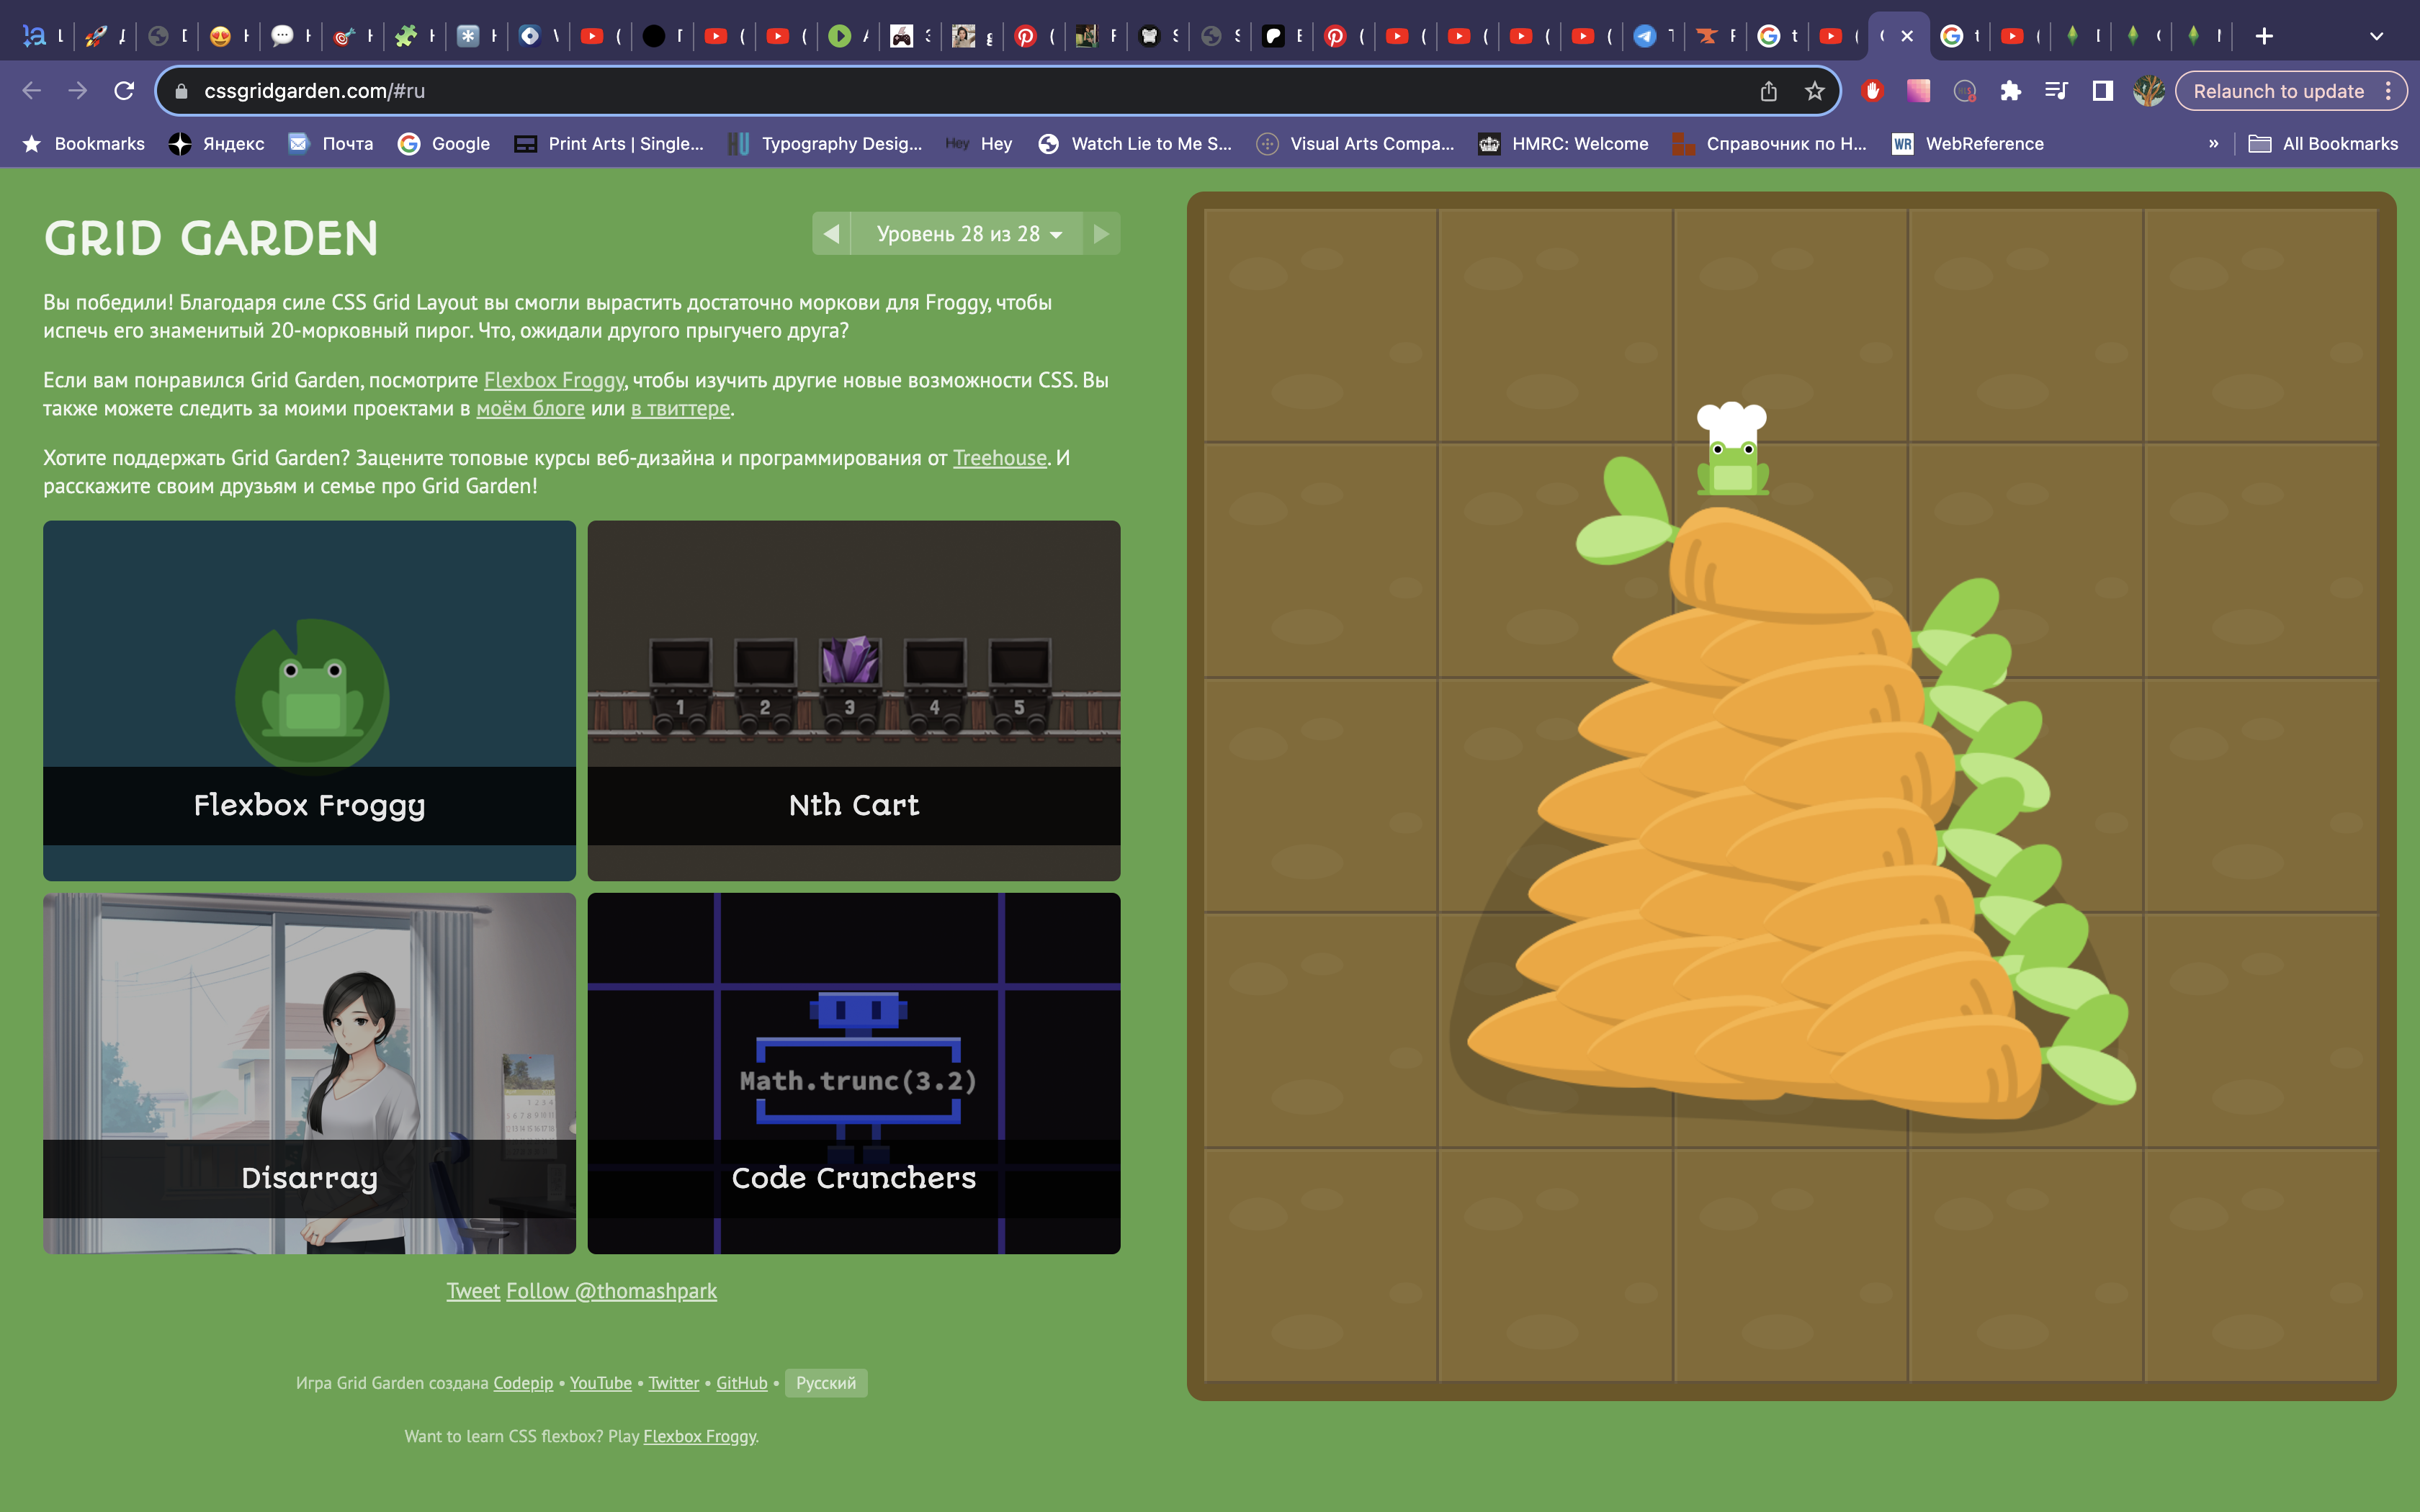 cssgridgarden.com/#ru
Relaunch to update
Bookmarks
Яндекс
Почта
Google
Print Arts | Single...
Typography Desig...
Hey
Hey
Watch Lie to Me S...
Visual Arts Compa...
HMRC: Welcome
Справочник по H...
WR
WebReference
»
All Bookmarks
GRID GARDEN
Уровень 28 из 28
Вы победили! Благодаря силе CSS Grid Layout вы смогли вырастить достаточно моркови для Froggy, чтобы
испечь его знаменитый 20-морковный пирог. Что, ожидали другого прыгучего друга?
Если вам понравился Grid Garden, посмотрите Flexbox Froggy, чтобы изучить другие новые возможности CSS. Вы
также можете следить за моими проектами в моём блоге или в твиттере.
Хотите поддержать Grid Garden? Зацените топовые курсы веб-дизайна и программирования от Treehouse. И
расскажите своим друзьям и семье про Grid Garden!
Flexbox Froggy
1 2 3 4 5
Nth Cart
Disarray
Math.trunc(3.2)
Code Crunchers
Tweet Follow @thomashpark
Игра Grid Garden создана Codepip • YouTube • Twitter • GitHub • Русский
Want to learn CSS flexbox? Play Flexbox Froggy.